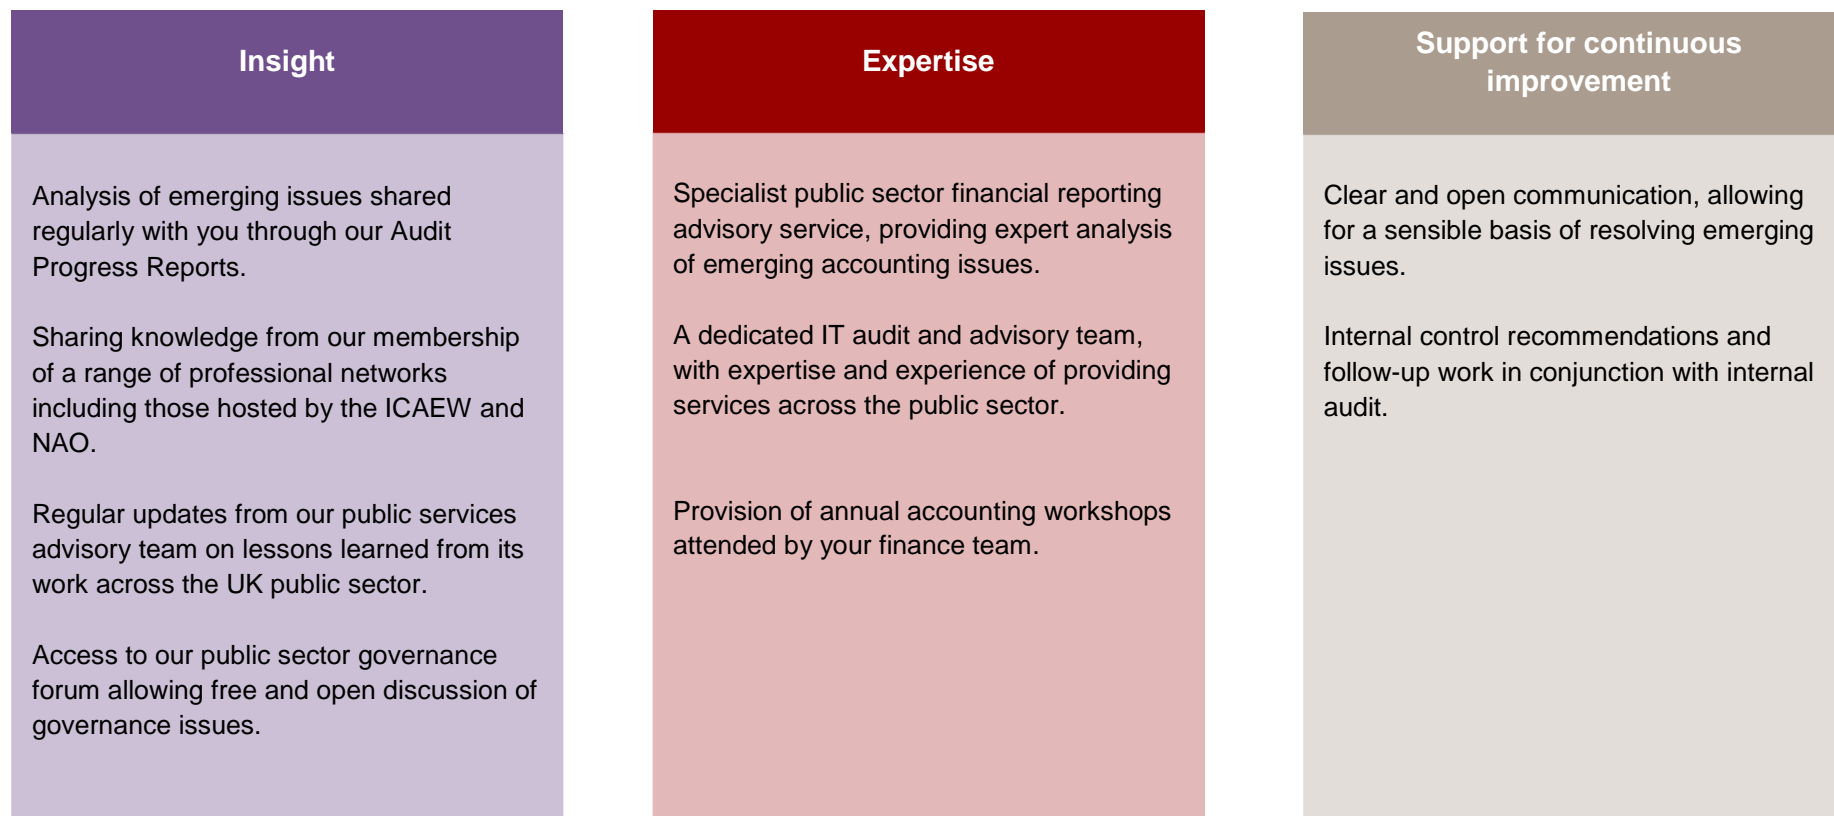 Insight
Analysis of emerging issues shared
regularly with you through our Audit
Progress Reports.
Sharing knowledge from our membership
of a range of professional networks
including those hosted by the ICAEW and
NAO.
Regular updates from our public services
advisory team on lessons learned from its
work across the UK public sector.
Access to our public sector governance
forum allowing free and open discussion of
governance issues.
Expertise
Specialist public sector financial reporting
advisory service, providing expert analysis
of emerging accounting issues.
A dedicated IT audit and advisory team,
with expertise and experience of providing
services across the public sector.
Provision of annual accounting workshops
attended by your finance team.
Support for continuous
improvement
Clear and open communication, allowing
for a sensible basis of resolving emerging
issues.
Internal control recommendations and
follow-up work in conjunction with internal
audit.